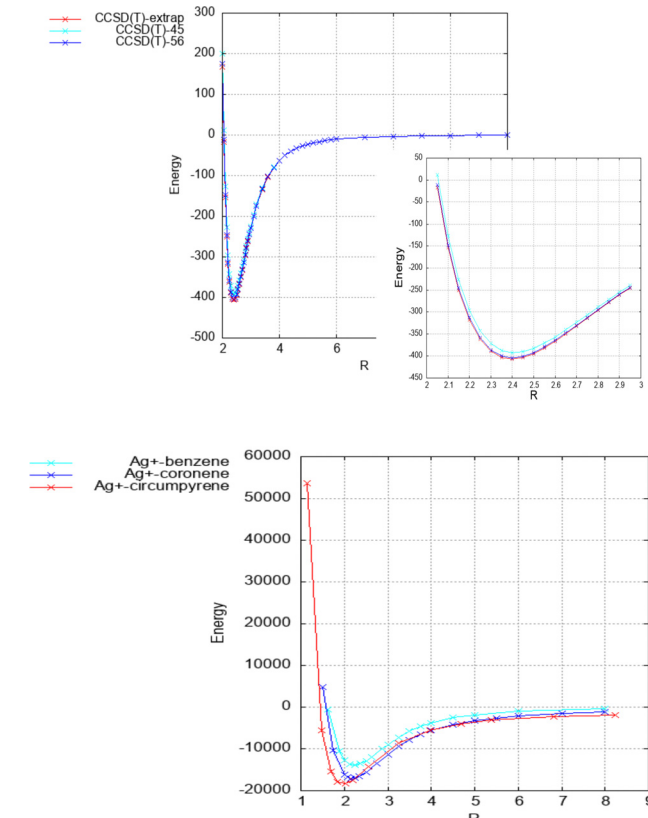 CCSD(T)-extrap
CCSD(T)-45
CCSD(T)-56
300
200
100
0
-100
-200
-300
-400
-500
Energy
2 4 6
R
50
0
-50
-100
-150
-200
-250
-300
-350
-400
-450
Energy
2 2.1 2.2 2.3 2.4 2.5 2.6 2.7 2.8 2.9 3
R
Ag+-benzene
Ag+-coronene
Ag+-circumpyrene
60000
50000
40000
30000
20000
10000
0
-10000
-20000
Energy
1 2 3 4 5 6 7 8 9
R